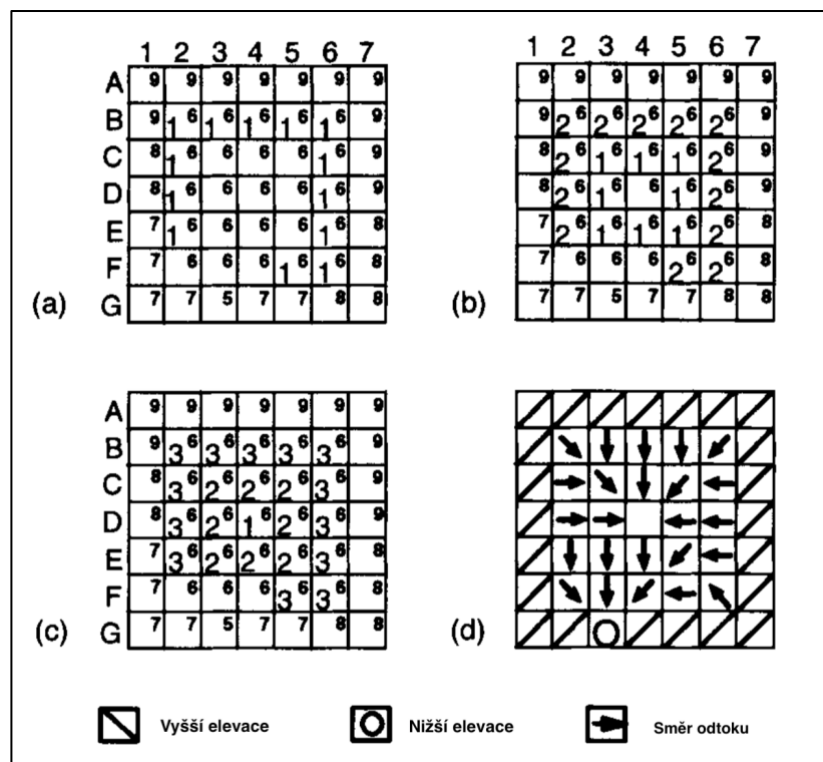 1 2 3 4 5 6 7
A 9 9 9 9 9 9 9
B 9 1 6 1 6 1 6 1 6 1 6 9
C 8 1 6 6 6 6 1 6 9
D 8 1 6 6 6 6 1 6 9
E 7 1 6 6 6 6 1 6 8
F 7 6 6 6 1 6 1 6 8
(a) G 7 7 5 7 7 8 8
1 2 3 4 5 6 7
9 9 9 9 9 9 9
9 2 6 2 6 2 6 2 6 2 6 9
8 2 6 1 6 1 6 1 6 2 6 9
8 2 6 1 6 6 1 6 2 6 9
7 2 6 1 6 1 6 1 6 2 6 8
7 6 6 6 2 6 2 6 8
(b) 7 7 5 7 7 8 8
A 9 9 9 9 9 9 9
B 9 3 6 3 6 3 6 3 6 3 6 9
C 8 3 6 2 6 2 6 2 6 3 6 9
D 8 3 6 2 6 1 6 2 6 3 6 9
E 7 3 6 2 6 2 6 2 6 3 6 8
F 7 6 6 6 3 6 3 6 8
(c) G 7 7 5 7 7 8 8
(d)
Vyšší elevace
Nižší elevace
Směr odtoku